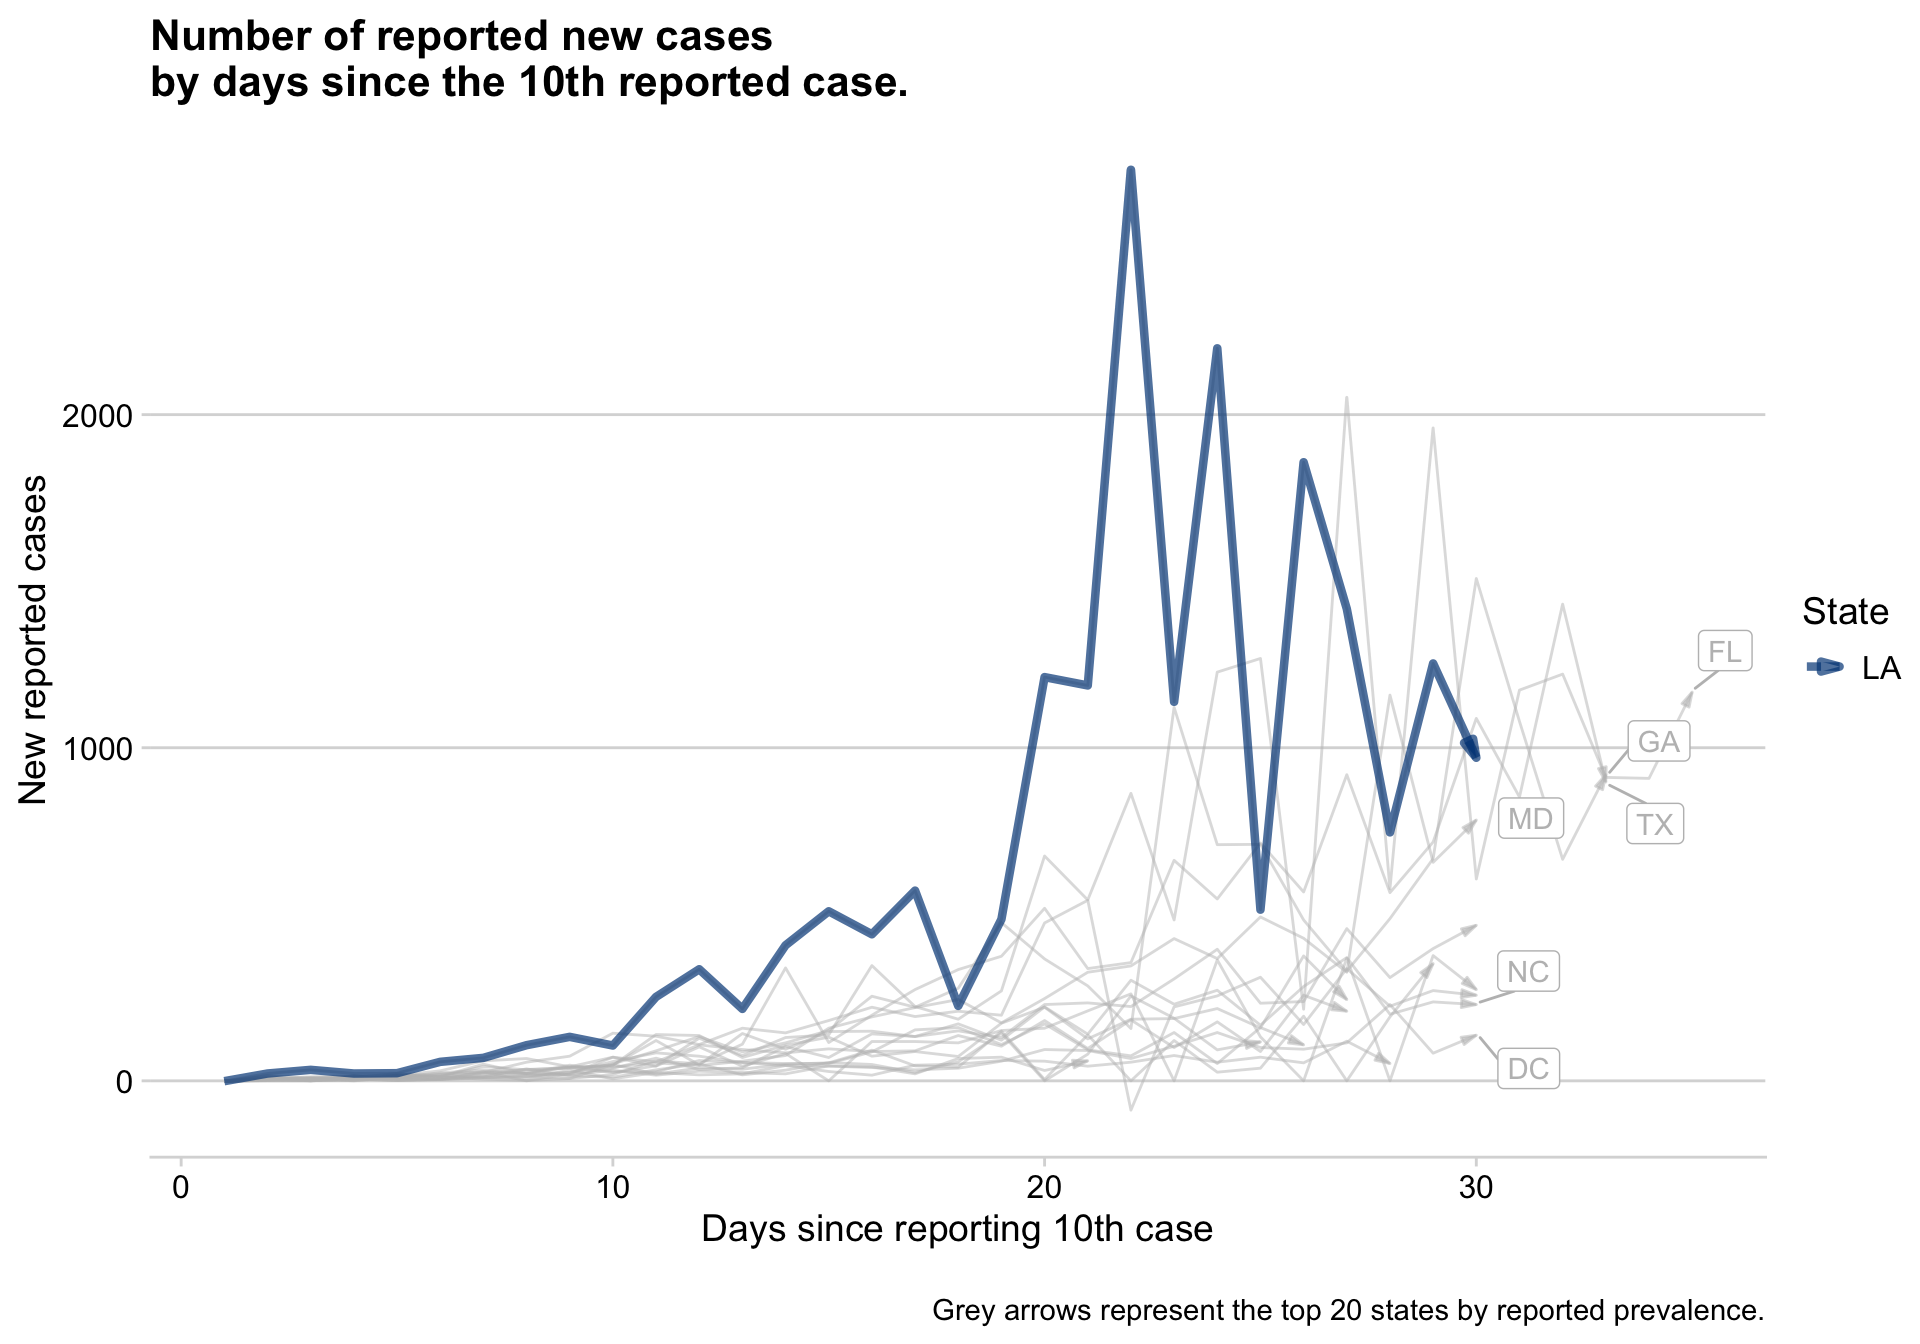 Number of reported new cases
by days since the 10th reported case.
New reported cases
2000
1000
0
0
10
20
30
Days since reporting 10th case
FL
GA
TX
MD
NC
DC
State
LA
Grey arrows represent the top 20 states by reported prevalence.